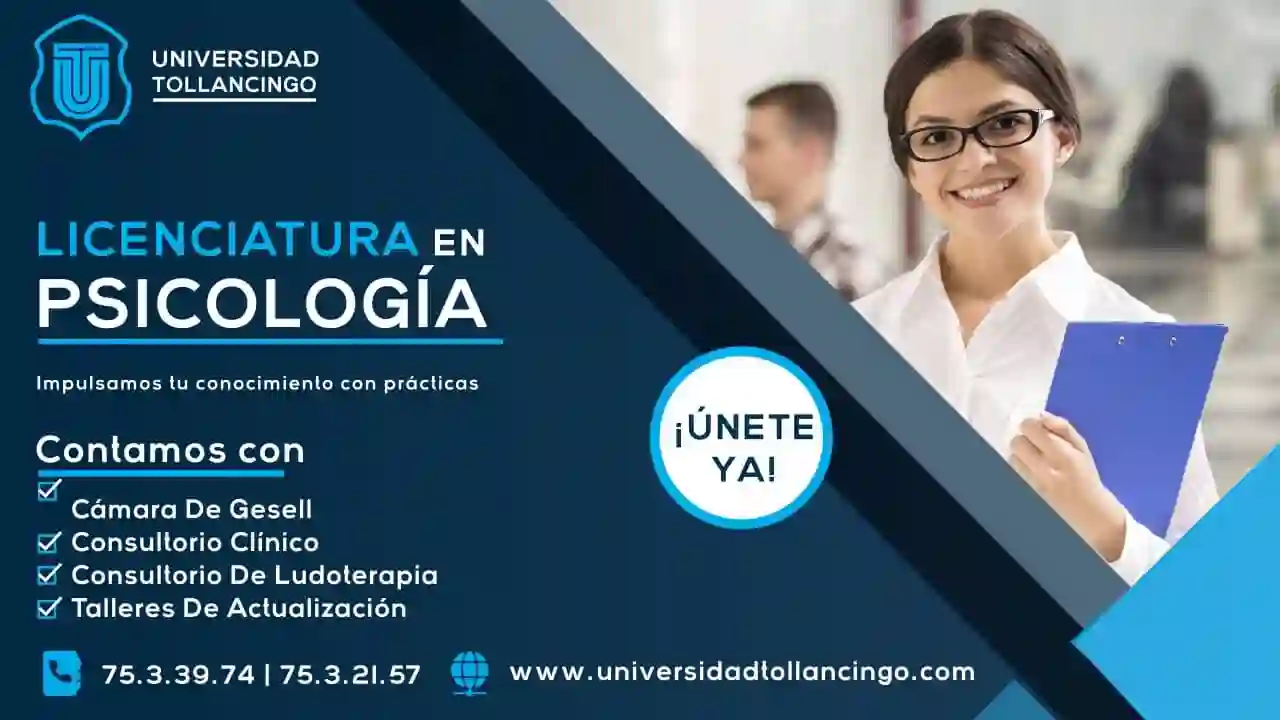 UNIVERSIDAD
TOLLANCINGO
LICENCIATURA EN
PSICOLOGÍA
Impulsamos tu conocimiento con prácticas
Contamos con
Cámara De Gesell
Consultorio Clínico
Consultorio De Ludoterapia
Talleres De Actualización
¡ÚNETE
YA!
75.3.39.74 | 75.3.21.57
www.universidadtollancingo.com